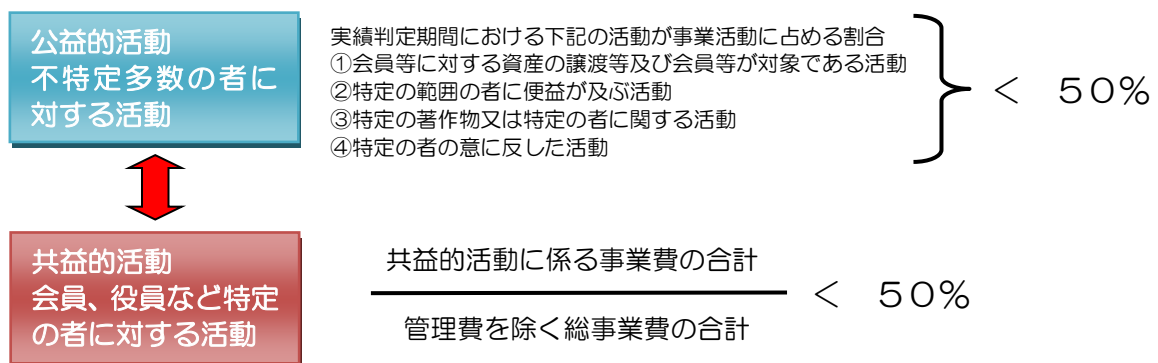 公益的活動
不特定多数の者に
対する活動
実績判定期間における下記の活動が事業活動に占める割合
①会員等に対する資産の譲渡等及び会員等が対象である活動
②特定の範囲の者に便益が及ぶ活動
③特定の著作物又は特定の者に関する活動
④特定の者の意に反した活動
＜ ５０％
共益的活動
会員、役員など特定
の者に対する活動
共益的活動に係る事業費の合計
管理費を除く総事業費の合計
＜ ５０％